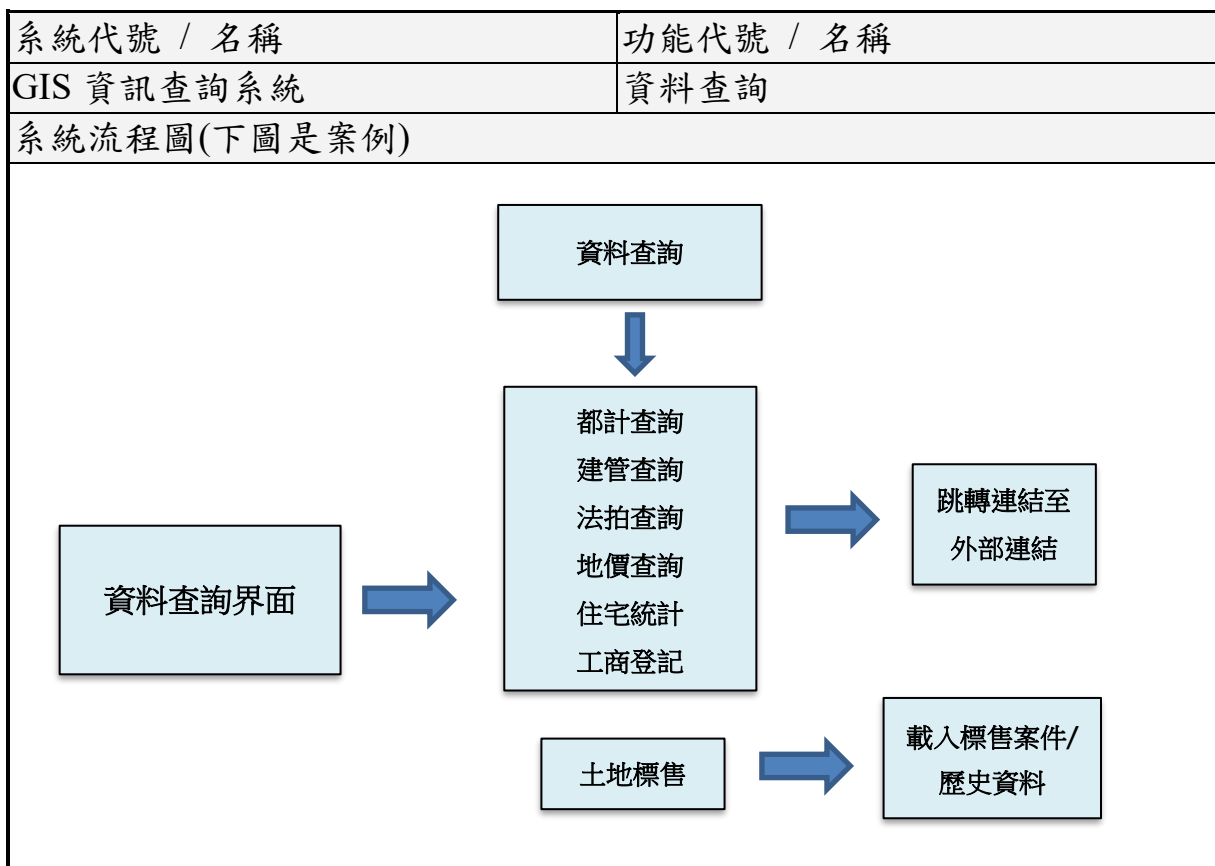 系統代號 / 名稱
功能代號 / 名稱
GIS 資訊查詢系統
資料查詢
系統流程圖(下圖是案例)
資料查詢
都計查詢
建管查詢
法拍查詢
地價查詢
住宅統計
工商登記
跳轉連結至
外部連結
資料查詢界面
土地標售
載入標售案件/
歷史資料